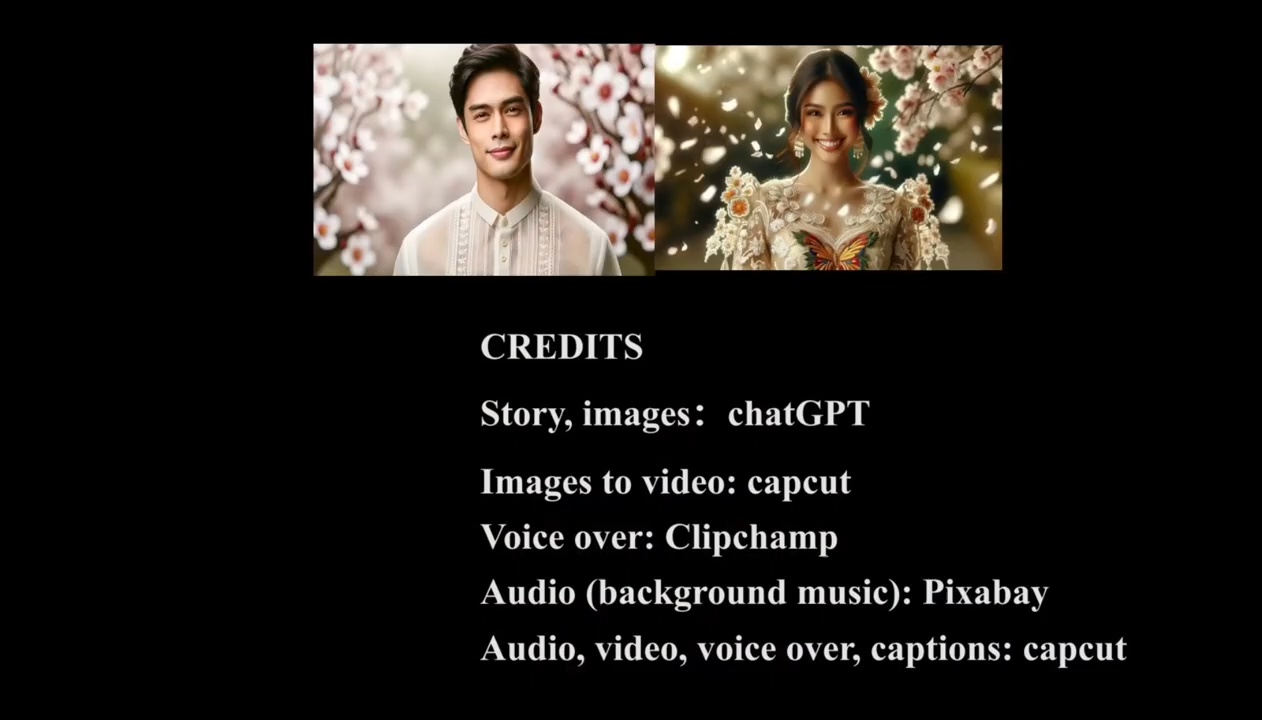 CREDITS
Story, images： chatGPT
Images to video: capcut
Voice over: Clipchamp
Audio (background music): Pixabay
Audio, video, voice over, captions: capcut